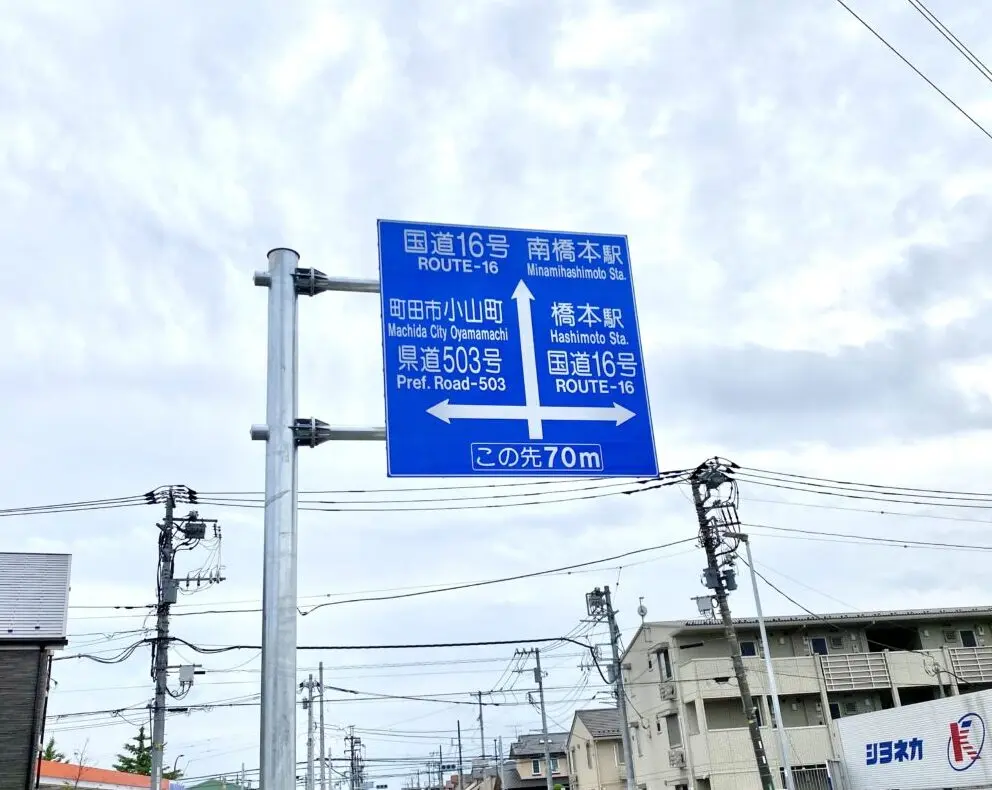 国道16号
ROUTE-16
南橋本駅
Minamihashimoto Sta.
町田市小山町
Machida City Oyamamachi
県道503号
Pref. Road-503
橋本駅
Hashimoto Sta.
国道16号
ROUTE-16
この先70m
シヨネカ
K